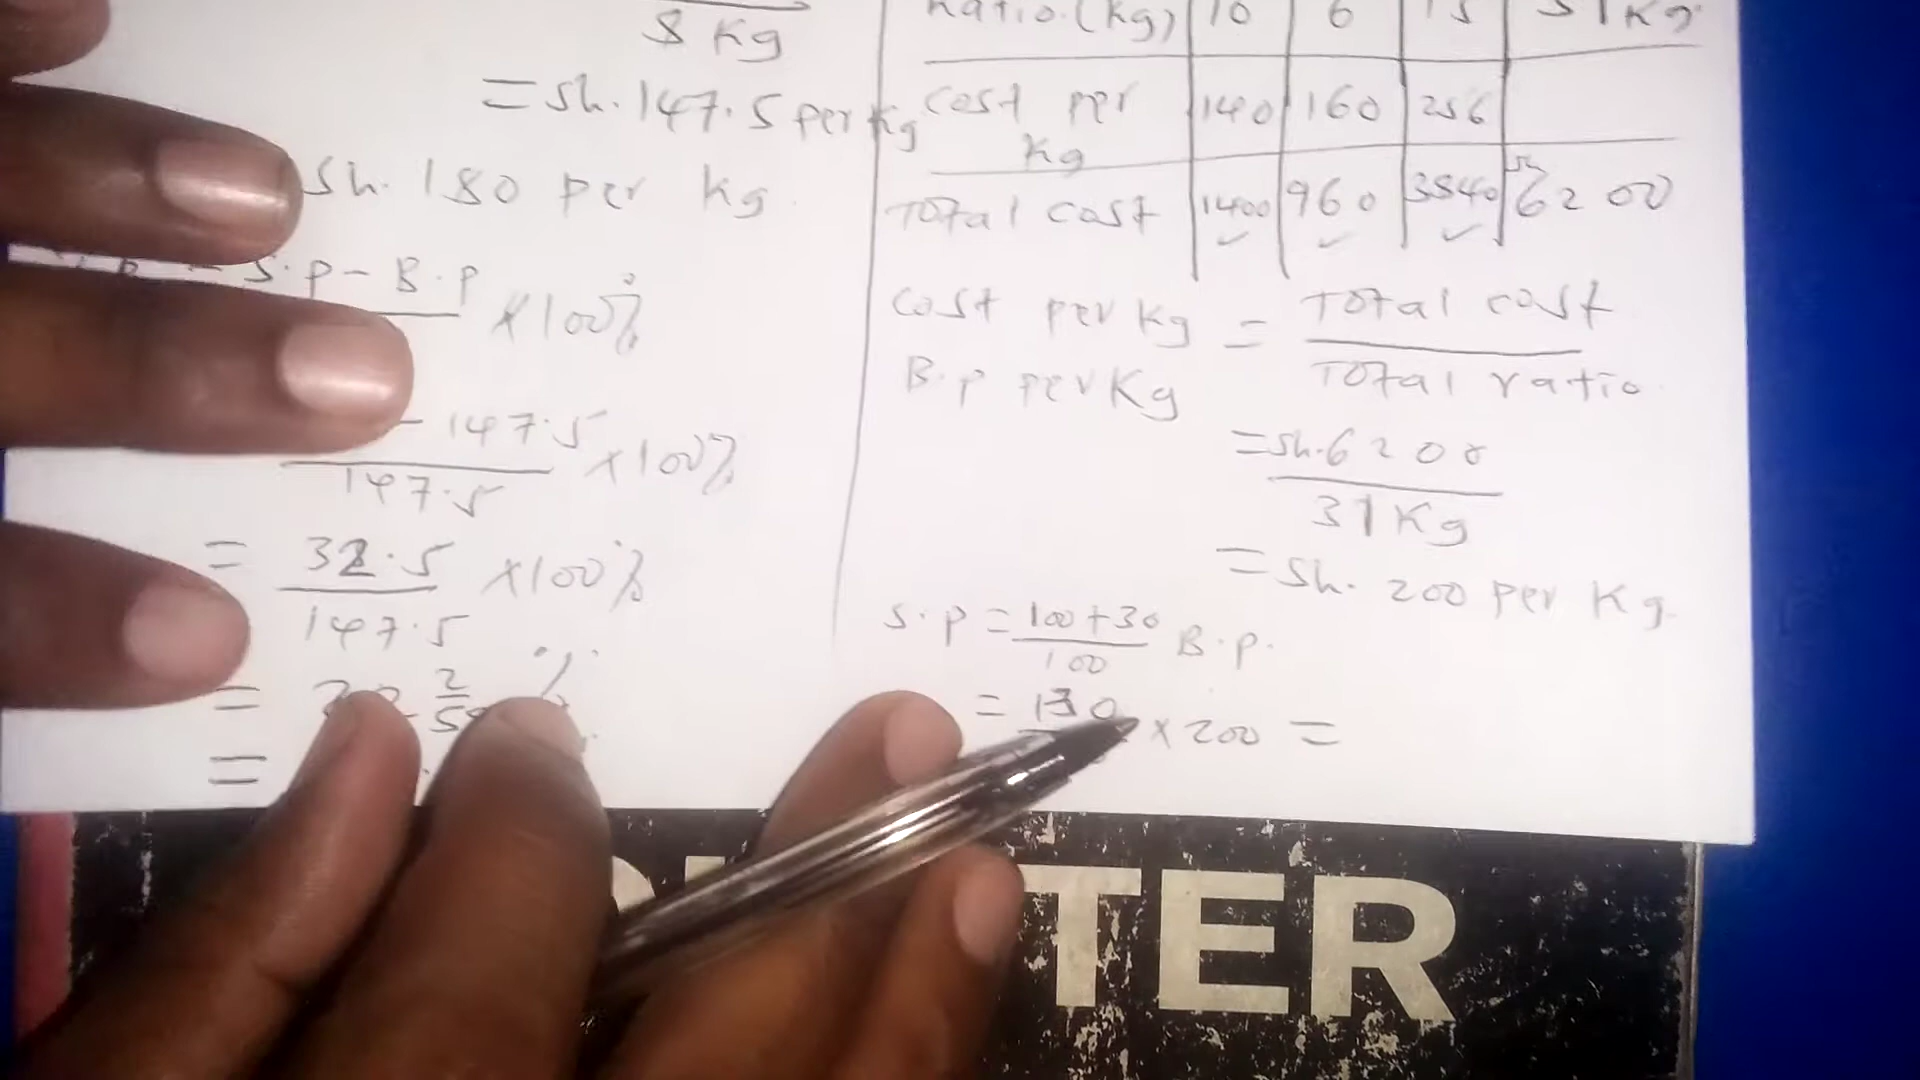 8 Kg
= Sh. 147.5 per kg
Sh. 180 per kg
S.P - B.P × 100%
- 147.5 × 100%
147.5
= 32.5 × 100%
147.5
= 2/59 %
=
Ratio (kg) 10 6 15 31 Kg
Cost per kg 140 160 256
Total cost 1400 960 3840 sh 6200
Cost per kg = Total cost
B.P per Kg Total ratio
= Sh. 6200
31 Kg
= Sh. 200 per Kg.
S.P = 100+30 B.P.
100
= 130 × 200 =
TER